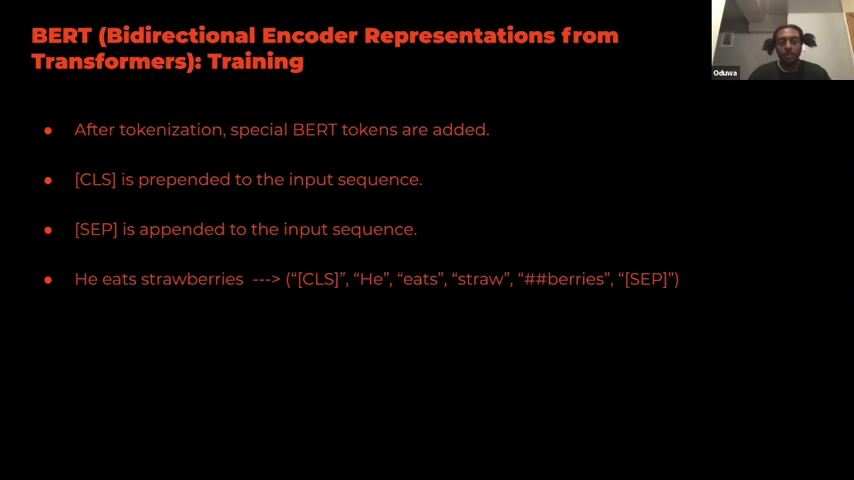 BERT (Bidirectional Encoder Representations from
Transformers): Training
Oduwa
● After tokenization, special BERT tokens are added.
● [CLS] is prepended to the input sequence.
● [SEP] is appended to the input sequence.
● He eats strawberries ---> (“[CLS]”, “He”, “eats”, “straw”, “##berries”, “[SEP]”)